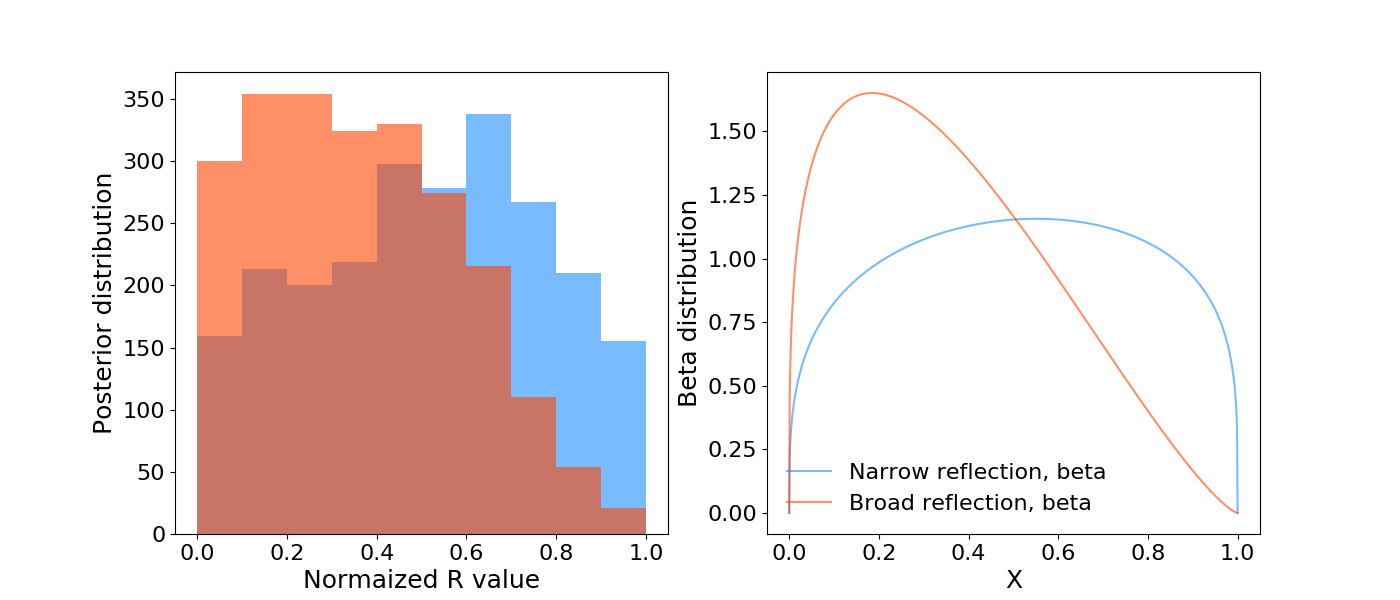 Posterior distribution
350
300
250
200
150
100
50
0
0.0 0.2 0.4 0.6 0.8 1.0
Normaized R value
Beta distribution
1.50
1.25
1.00
0.75
0.50
0.25
0.00
Narrow reflection, beta
Broad reflection, beta
0.0 0.2 0.4 0.6 0.8 1.0
X